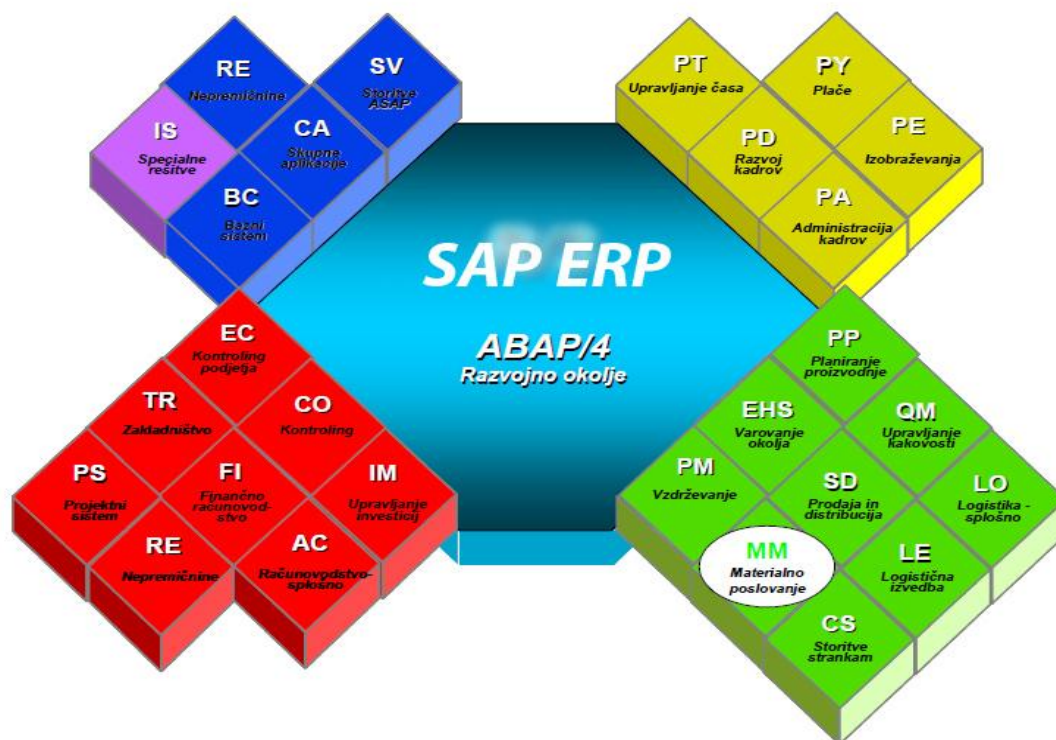 RE
Nepremičnine
SV
Storitve
ASAP
IS
Specialne
rešitve
CA
Skupne
aplikacije
BC
Bazni
sistem
PT
Upravljanje časa
PY
Plače
PD
Razvoj
kadrov
PE
Izobraževanja
PA
Administracija
kadrov
SAP ERP
ABAP/4
Razvojno okolje
EC
Kontroling
podjetja
TR
Zakladništvo
CO
Kontroling
PS
Projektni
sistem
FI
Finančno
računovod-
stvo
IM
Upravljanje
investicij
RE
Nepremičnine
AC
Računovodstvo-
splošno
PP
Planiranje
proizvodnje
EHS
Varovanje
okolja
QM
Upravljanje
kakovosti
PM
Vzdrževanje
SD
Prodaja in
distribucija
LO
Logistika -
splošno
MM
Materialno
poslovanje
LE
Logistična
izvedba
CS
Storitve
strankam